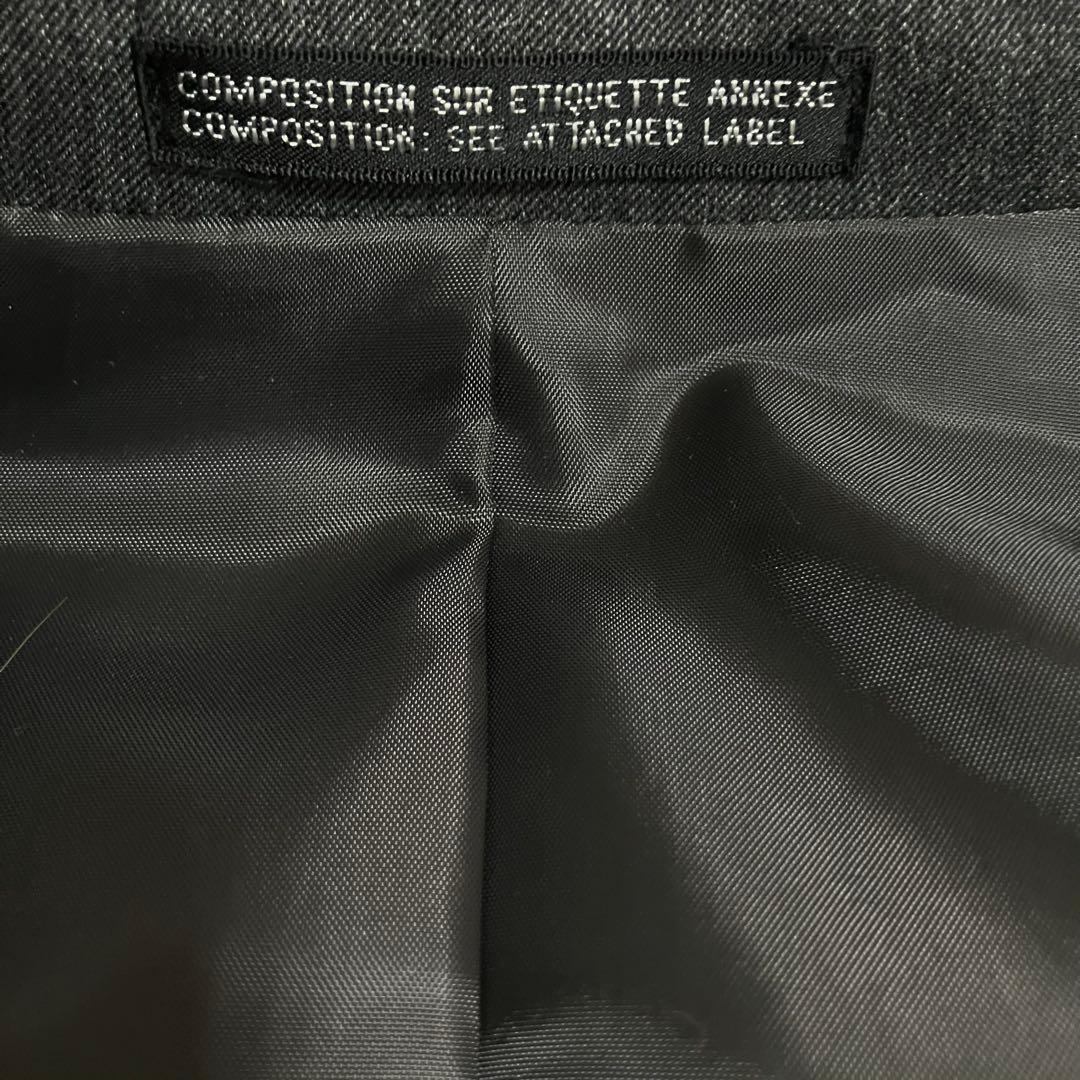 COMPOSITION SUR ETIQUETTE ANNEXE
COMPOSITION: SEE ATTACHED LABEL